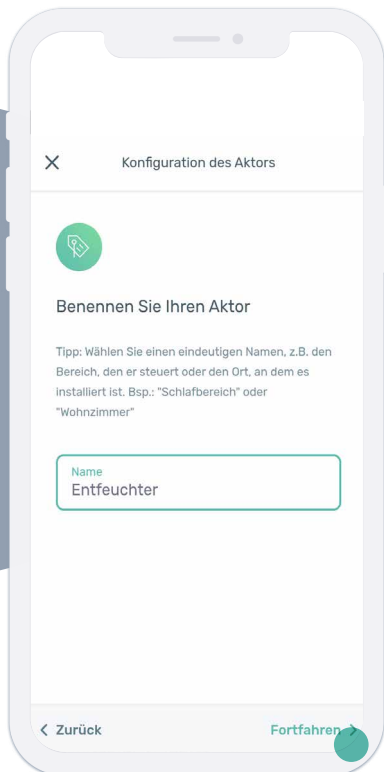 Konfiguration des Aktors
Benennen Sie Ihren Aktor
Tipp: Wählen Sie einen eindeutigen Namen, z.B. den
Bereich, den er steuert oder den Ort, an dem es
installiert ist. Bsp.: "Schlafbereich" oder
"Wohnzimmer"
Name
Entfeuchter
Zurück
Fortfahren